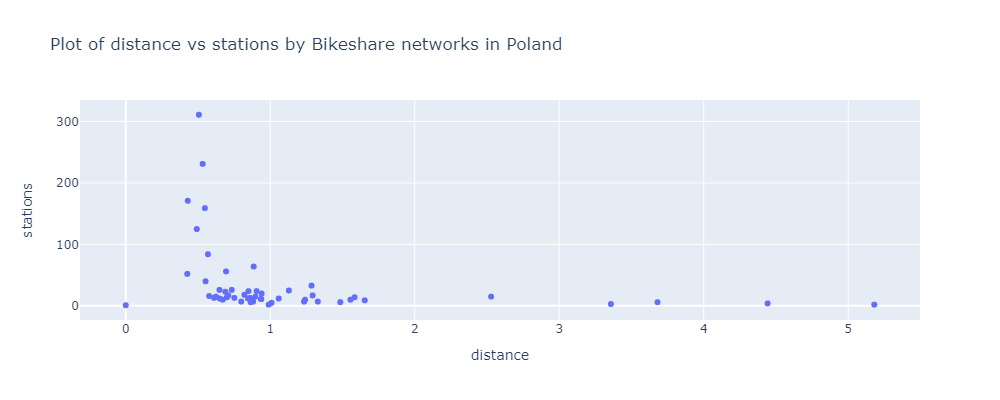 Plot of distance vs stations by Bikeshare networks in Poland
300
200
100
0
stations
0 1 2 3 4 5
distance